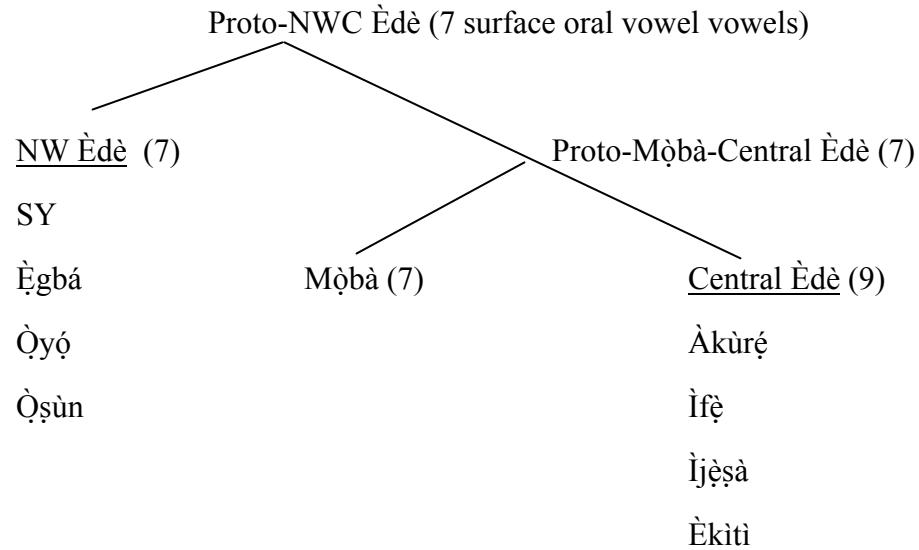 Proto-NWC Èdè (7 surface oral vowel vowels)
NW Èdè (7) Proto-Mọ̀bà-Central Èdè (7)
SY
Ẹ̀gbá Mọ̀bà (7) Central Èdè (9)
Ọ̀yọ́ Àkùrẹ́
Ọ̀ṣùn Ìfẹ̀
Ìjẹ̀ṣà
Èkìtì